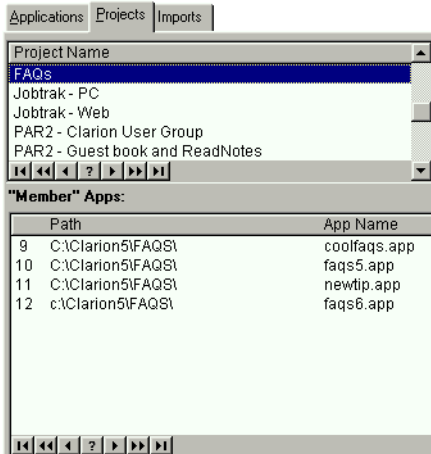 Applications Projects Imports
Project Name
FAQs
Jobtrak - PC
Jobtrak - Web
PAR2 - Clarion User Group
PAR2 - Guest book and ReadNotes
?
"Member" Apps:
Path App Name
9 C:\Clarion5\FAQS\ coolfaqs.app
10 C:\Clarion5\FAQS\ faqs5.app
11 C:\Clarion5\FAQS\ newtip.app
12 c:\Clarion5\FAQS\ faqs6.app
?